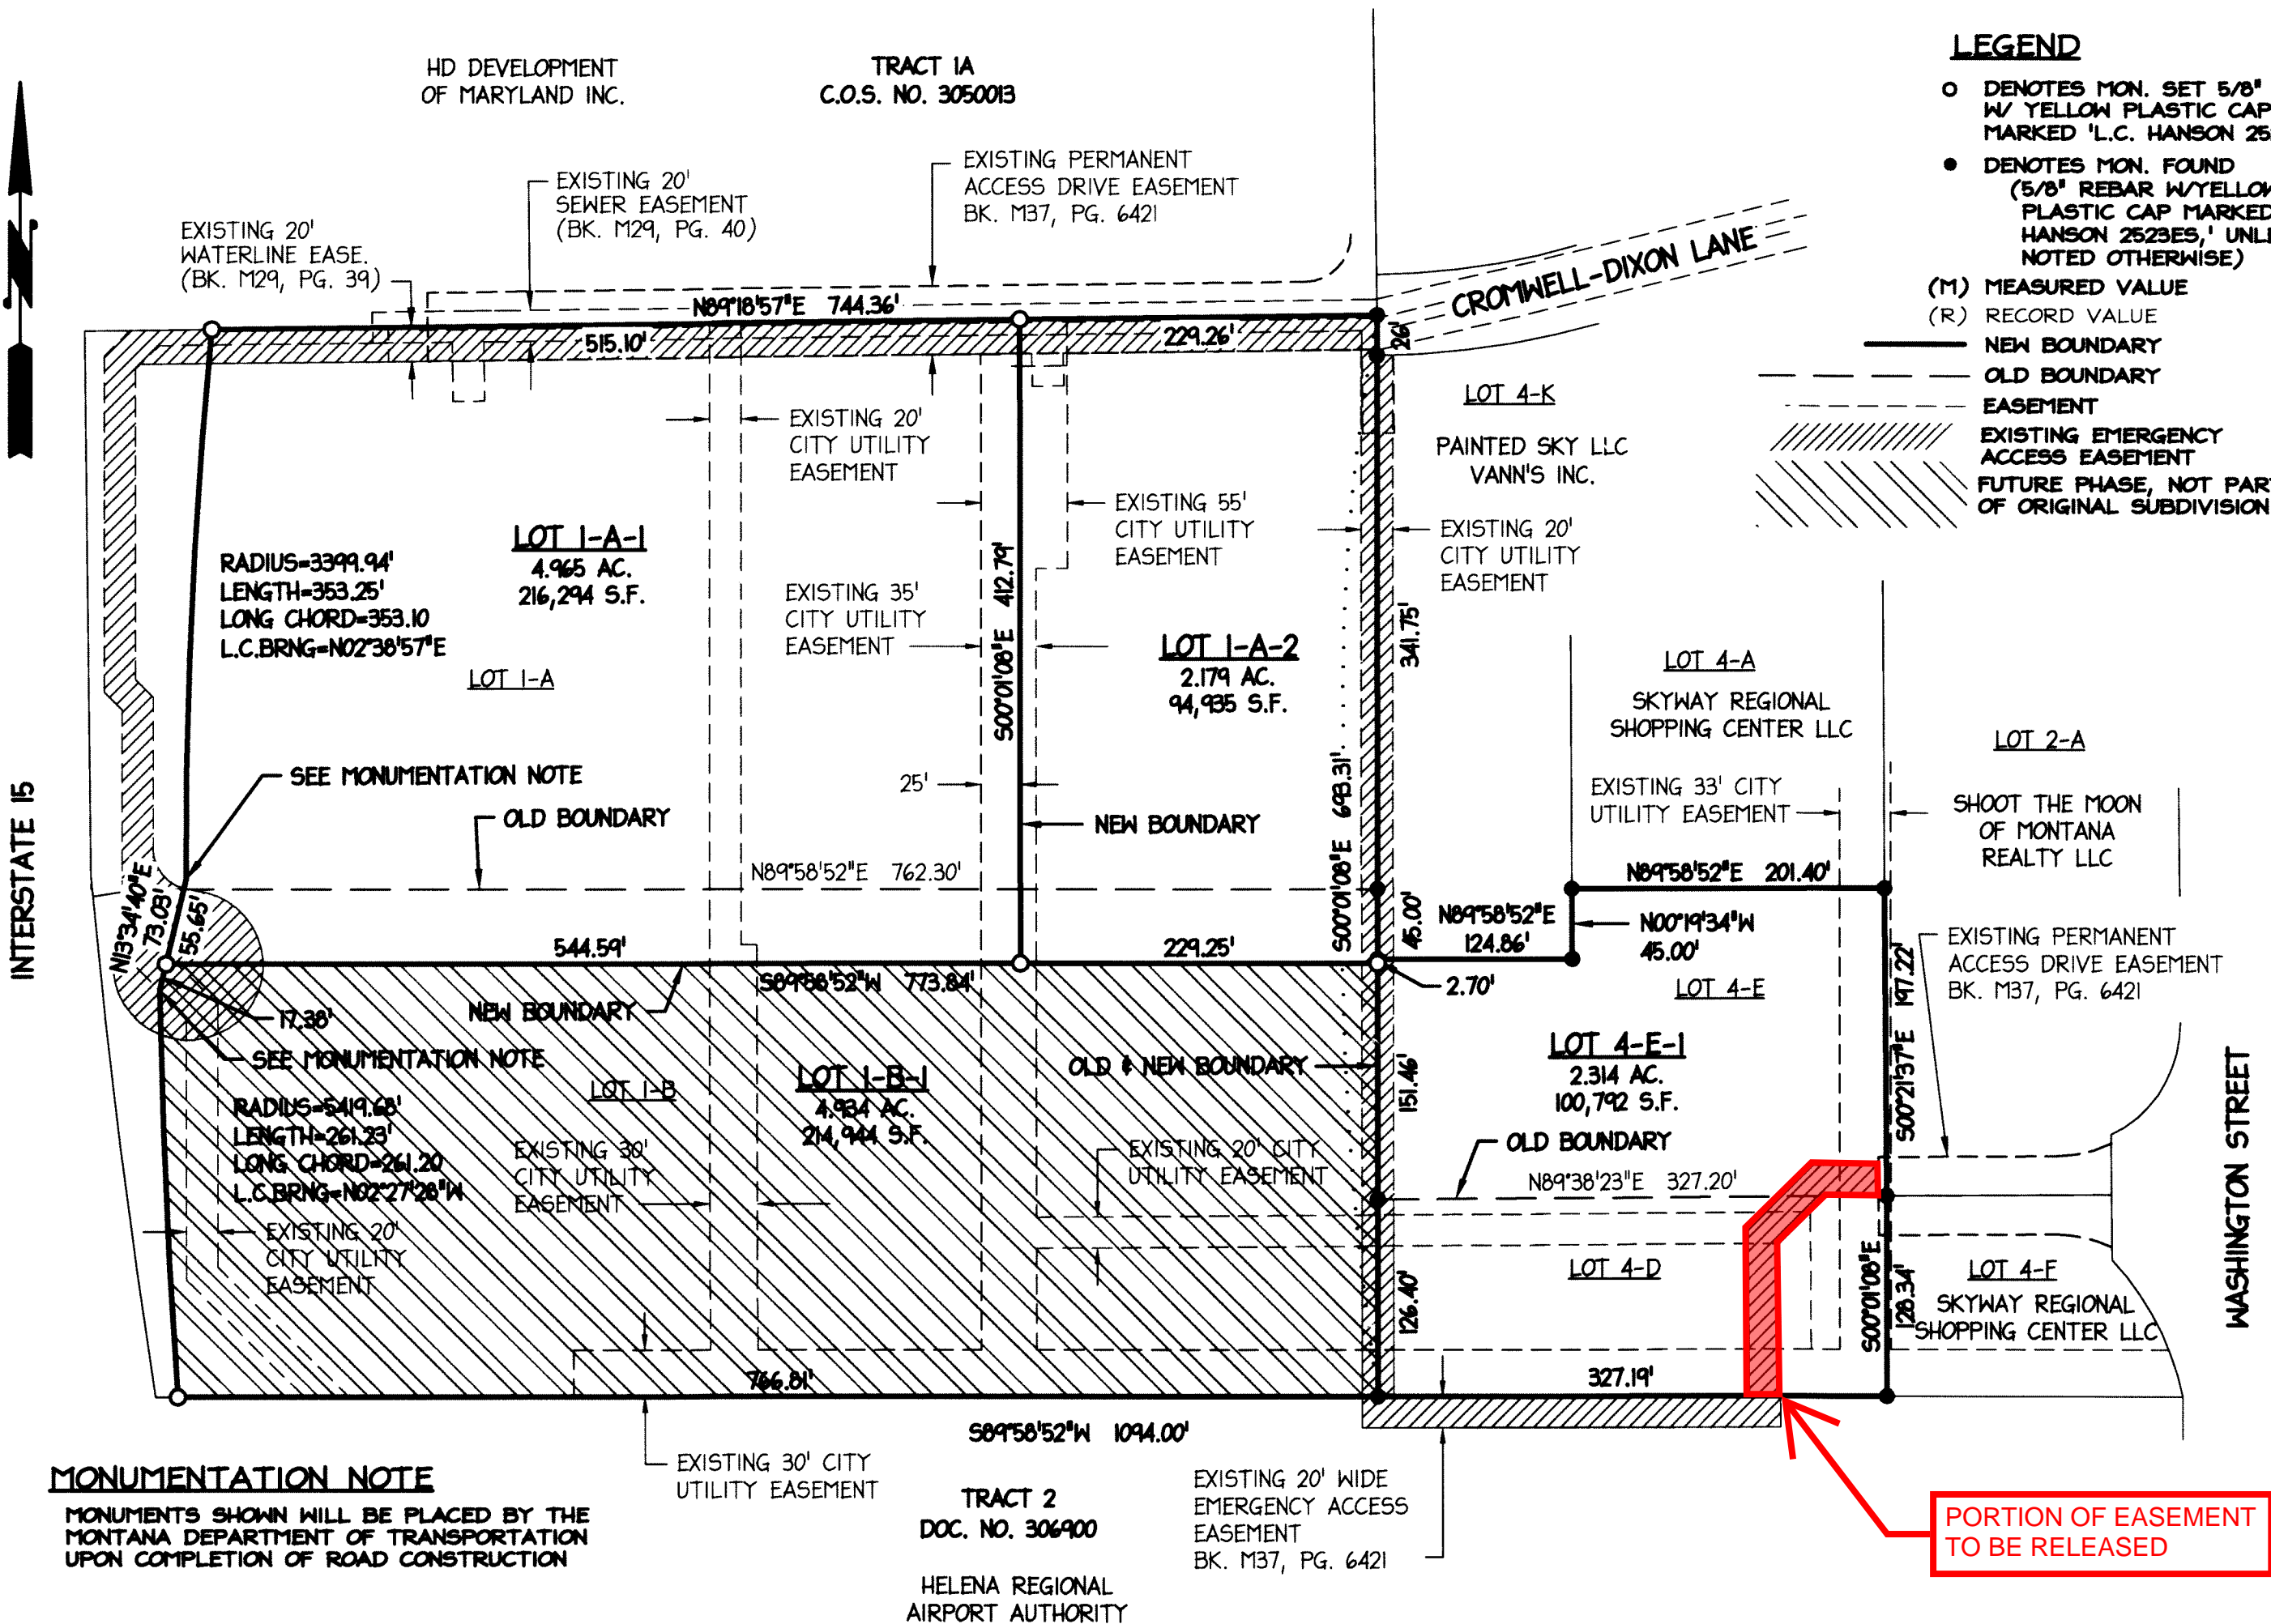 HD DEVELOPMENT
OF MARYLAND INC.
TRACT 1A
C.O.S. NO. 3050013
LEGEND
DENOTES MON. SET 5/8"
W/ YELLOW PLASTIC CAP
MARKED 'L.C. HANSON
DENOTES MON. FOUND
(5/8" REBAR W/YELLOW
PLASTIC CAP MARKED
HANSON 2523ES,'
NOTED OTHERWISE)
(M) MEASURED VALUE
(R) RECORD VALUE
NEW BOUNDARY
OLD BOUNDARY
EASEMENT
EXISTING EMERGENCY
ACCESS EASEMENT
FUTURE PHASE, NOT PART
OF ORIGINAL SUBDIVISION
N
EXISTING 20'
WATERLINE EASE.
(BK. M29, PG. 39)
EXISTING 20'
SEWER EASEMENT
(BK. M29, PG. 40)
EXISTING PERMANENT
ACCESS DRIVE EASEMENT
BK. M37, PG. 6421
CROMWELL-DIXON LANE
N89°18'57"E 744.36'
515.10'
229.26'
26'
LOT 4-K
PAINTED SKY LLC
VANN'S INC.
EXISTING 20'
CITY UTILITY
EASEMENT
EXISTING 55'
CITY UTILITY
EASEMENT
EXISTING 20'
CITY UTILITY
EASEMENT
LOT 1-A-1
4.965 AC.
216,294 S.F.
RADIUS=3399.94'
LENGTH=353.25'
LONG CHORD=353.10
L.C.BRNG=N02°38'57"E
LOT 1-A
EXISTING 35'
CITY UTILITY
EASEMENT
S00°01'08"E 412.79'
LOT 1-A-2
2.179 AC.
94,935 S.F.
341.75'
LOT 4-A
SKYWAY REGIONAL
SHOPPING CENTER LLC
LOT 2-A
SHOOT THE MOON
OF MONTANA
REALTY LLC
EXISTING 33' CITY
UTILITY EASEMENT
INTERSTATE 15
SEE MONUMENTATION NOTE
OLD BOUNDARY
25'
NEW BOUNDARY
S00°01'08"E 693.31'
N89°58'52"E 762.30'
N89°58'52"E 201.40'
N13°34'40"E
73.03'
55.65'
45.00'
N89°58'52"E
124.86'
N00°19'34"W
45.00'
544.59'
229.25'
S89°58'52"W 773.84'
2.70'
LOT 4-E
EXISTING PERMANENT
ACCESS DRIVE EASEMENT
BK. M37, PG. 6421
S00°21'37"E 197.22'
17.38'
NEW BOUNDARY
SEE MONUMENTATION NOTE
LOT 1-B
LOT 1-B-1
4.934 AC.
214,944 S.F.
OLD & NEW BOUNDARY
151.46'
LOT 4-E-1
2.314 AC.
100,792 S.F.
OLD BOUNDARY
N89°38'23"E 327.20'
WASHINGTON STREET
RADIUS=5419.68'
LENGTH=261.23'
LONG CHORD=261.20
L.C.BRNG=N02°27'28"W
EXISTING 30'
CITY UTILITY
EASEMENT
EXISTING 20' CITY
UTILITY EASEMENT
EXISTING 20'
CITY UTILITY
EASEMENT
126.40'
LOT 4-D
S00°01'08"E
128.34'
LOT 4-F
SKYWAY REGIONAL
SHOPPING CENTER LLC
766.81'
327.19'
S89°58'52"W 1094.00'
MONUMENTATION NOTE
MONUMENTS SHOWN WILL BE PLACED BY THE
MONTANA DEPARTMENT OF TRANSPORTATION
UPON COMPLETION OF ROAD CONSTRUCTION
EXISTING 30' CITY
UTILITY EASEMENT
TRACT 2
DOC. NO. 306900
HELENA REGIONAL
AIRPORT AUTHORITY
EXISTING 20' WIDE
EMERGENCY ACCESS
EASEMENT
BK. M37, PG. 6421
PORTION OF EASEMENT
TO BE RELEASED